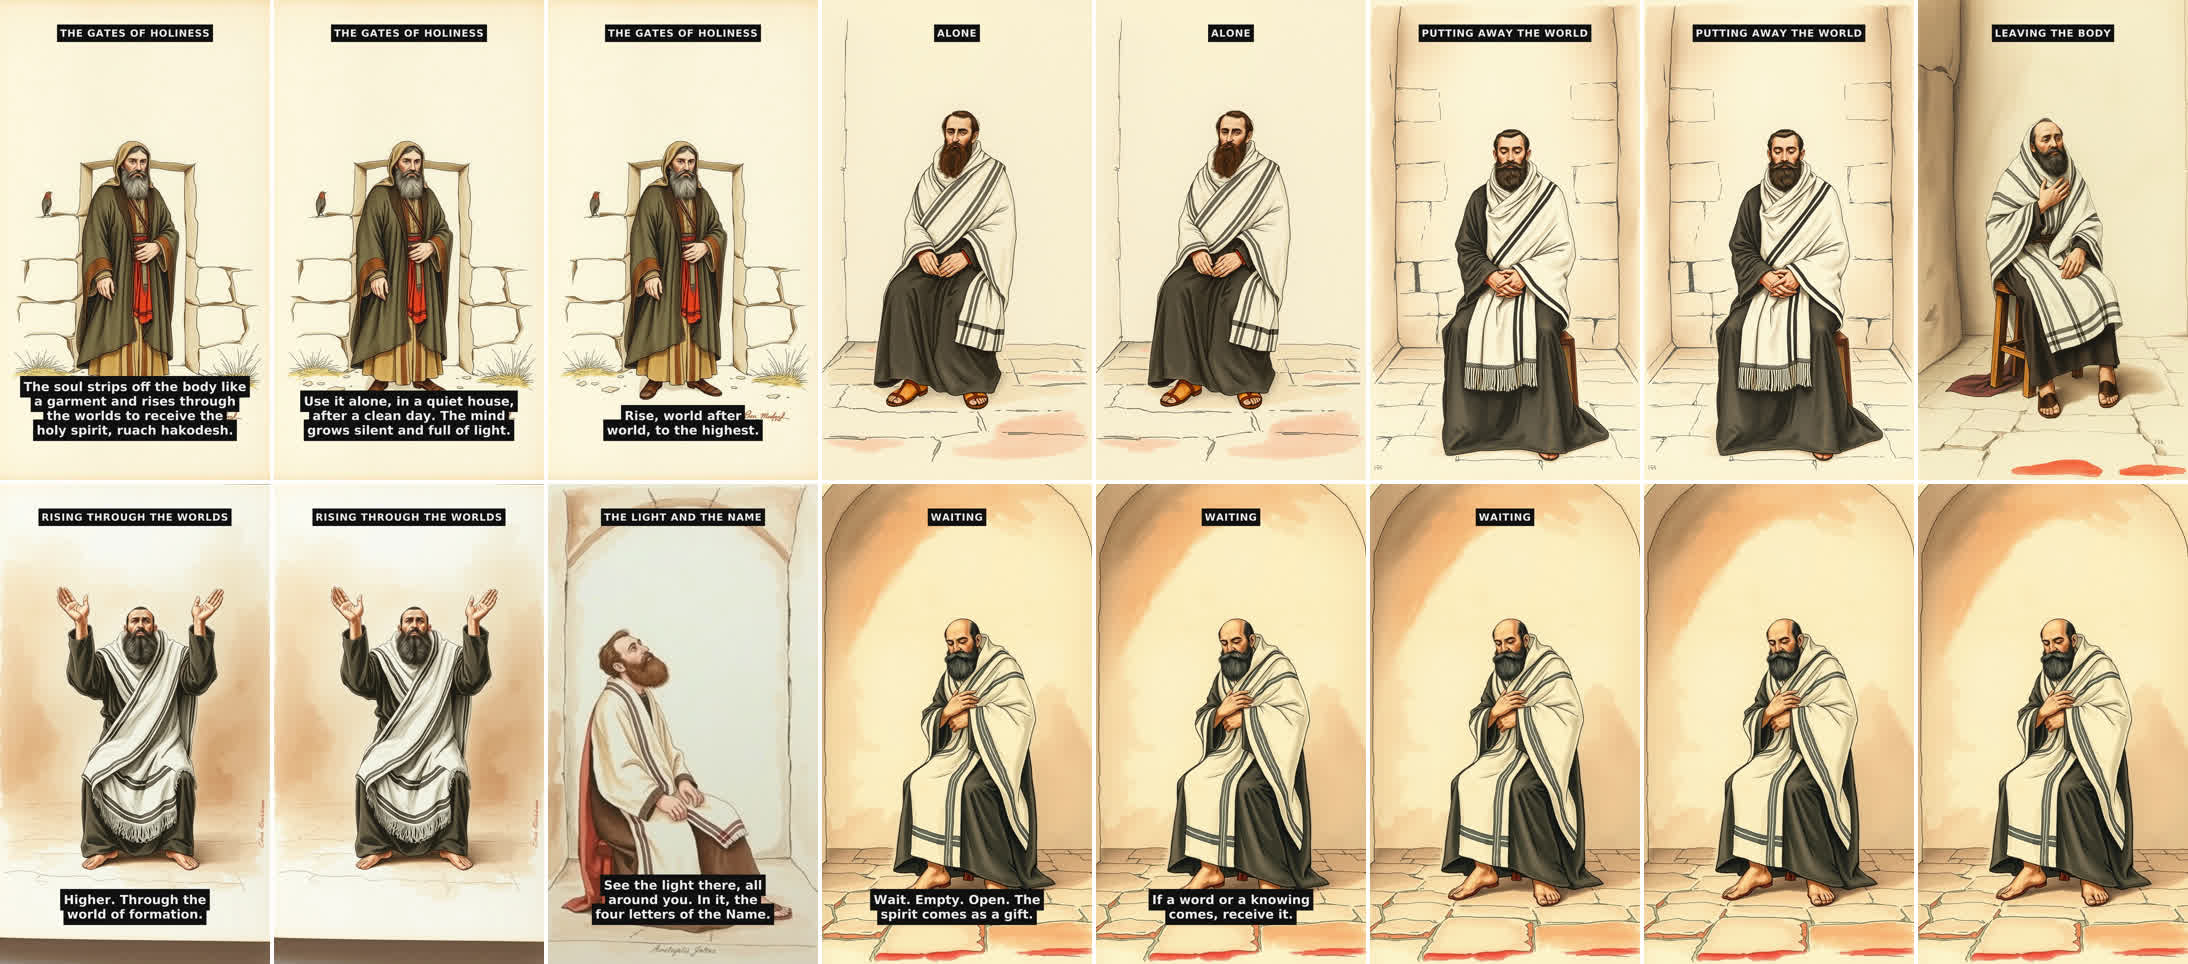 THE GATES OF HOLINESS
The soul strips off the body like
a garment and rises through
the worlds to receive the
holy spirit, ruach hakodesh.
THE GATES OF HOLINESS
Use it alone, in a quiet house,
after a clean day. The mind
grows silent and full of light.
THE GATES OF HOLINESS
Rise, world after
world, to the highest.
ALONE
ALONE
PUTTING AWAY THE WORLD
PUTTING AWAY THE WORLD
LEAVING THE BODY
RISING THROUGH THE WORLDS
Higher. Through the
world of formation.
RISING THROUGH THE WORLDS
THE LIGHT AND THE NAME
See the light there, all
around you. In it, the
four letters of the Name.
WAITING
Wait. Empty. Open. The
spirit comes as a gift.
WAITING
If a word or a knowing
comes, receive it.
WAITING